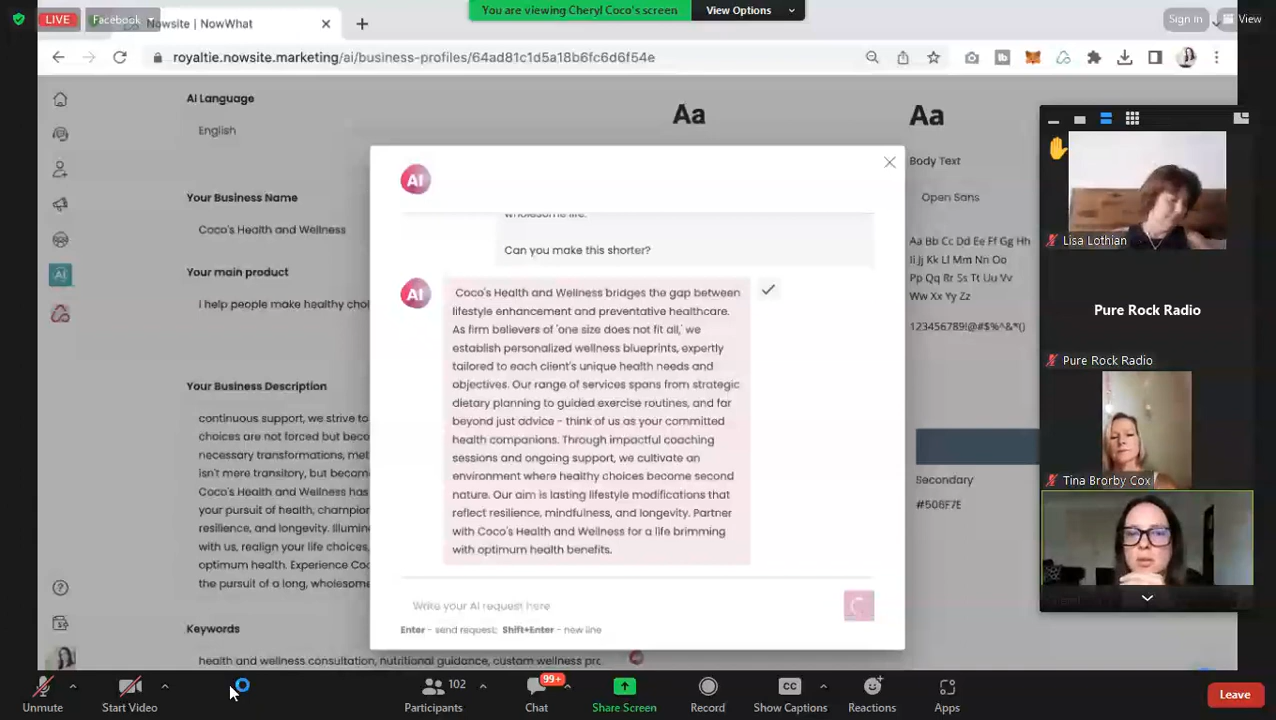 LIVE
Facebook
Nowsite | NowWhat
You are viewing Cheryl Coco's screen
View Options
Sign in
View
royaltie.nowsite.marketing/ai/business-profiles/64ad81c1d5a18b6fc6d6f54e
AI Language
English
Your Business Name
Coco's Health and Wellness
Your main product
I help people make healthy choi
Your Business Description
continuous support, we strive to
choices are not forced but beco
necessary transformations, met
isn't mere transitory, but becam
Coco's Health and Wellness has
your pursuit of health, champion
resilience, and longevity. Illumin
with us, realign your life choices,
optimum health. Experience Co
the pursuit of a long, wholesome
Keywords
health and wellness consultation, nutritional guidance, custom wellness pro
Aa
Aa
Body Text
Open Sans
Aa Bb Cc Dd Ee Ff Gg Hh
Ii Jj Kk Ll Mm Nn Oo
Pp Qq Rr Ss Tt Uu Vv
Ww Xx Yy Zz
123456789!@#$%^&*()
Secondary
#506F7E
AI
wholesome life.
Can you make this shorter?
AI
Coco's Health and Wellness bridges the gap between
lifestyle enhancement and preventative healthcare.
As firm believers of 'one size does not fit all,' we
establish personalized wellness blueprints, expertly
tailored to each client's unique health needs and
objectives. Our range of services spans from strategic
dietary planning to guided exercise routines, and far
beyond just advice - think of us as your committed
health companions. Through impactful coaching
sessions and ongoing support, we cultivate an
environment where healthy choices become second
nature. Our aim is lasting lifestyle modifications that
reflect resilience, mindfulness, and longevity. Partner
with Coco's Health and Wellness for a life brimming
with optimum health benefits.
Write your AI request here
Enter - send request; Shift+Enter - new line
AI
Lisa Lothian
Pure Rock Radio
Pure Rock Radio
Tina Brorby Cox
Unmute
Start Video
102
Participants
99+
Chat
Share Screen
Record
CC
Show Captions
Reactions
Apps
Leave